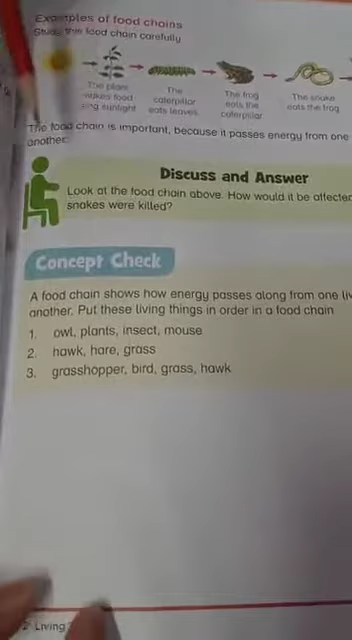 Examples of food chains
Study this food chain carefully
The plant
makes food
sing sunlight
The
caterpillar
eats leaves
The frog
eats the
caterpillar
The snake
eats the frog
The food chain is important, because it passes energy from one
another.
Discuss and Answer
Look at the food chain above. How would it be affected
snakes were killed?
Concept Check
A food chain shows how energy passes along from one liv
another. Put these living things in order in a food chain
1. owl, plants, insect, mouse
2. hawk, hare, grass
3. grasshopper, bird, grass, hawk
2 Living